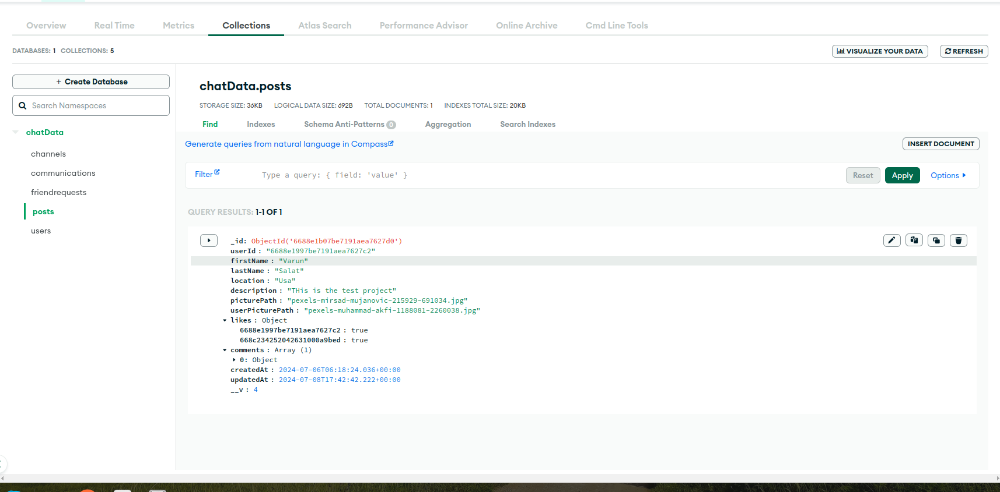 Overview Real Time Metrics Collections Atlas Search Performance Advisor Online Archive Cmd Line Tools
DATABASES: 1 COLLECTIONS: 5
VISUALIZE YOUR DATA
REFRESH
+ Create Database
Search Namespaces
chatData
channels
communications
friendrequests
posts
users
chatData.posts
STORAGE SIZE: 36KB LOGICAL DATA SIZE: 692B TOTAL DOCUMENTS: 1 INDEXES TOTAL SIZE: 20KB
Find Indexes Schema Anti-Patterns 0 Aggregation Search Indexes
Generate queries from natural language in Compass
INSERT DOCUMENT
Filter Type a query: { field: 'value' } Reset Apply Options
QUERY RESULTS: 1-1 OF 1
_id: ObjectId('6688e1b07be7191aea7627d0')
userId : "6688e1997be7191aea7627c2"
firstName : "Varun"
lastName : "Salat"
location : "Usa"
description : "THis is the test project"
picturePath : "pexels-mirsad-mujanovic-215929-691034.jpg"
userPicturePath : "pexels-muhammad-akfi-1188081-2260038.jpg"
likes : Object
6688e1997be7191aea7627c2 : true
668c234252042631000a9bed : true
comments : Array (1)
0: Object
createdAt : 2024-07-06T06:18:24.036+00:00
updatedAt : 2024-07-08T17:42:42.222+00:00
__v : 4